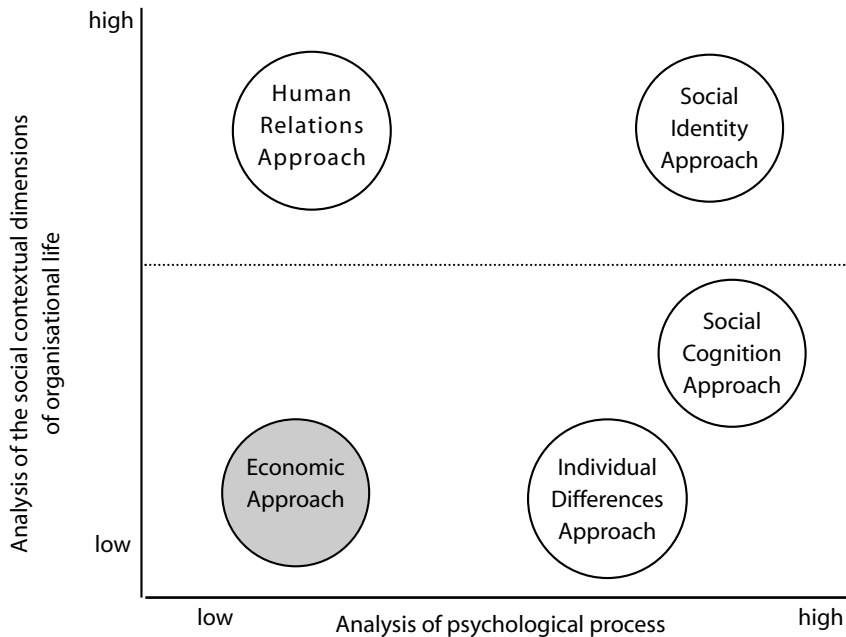 high
Human
Relations
Approach
Social
Identity
Approach
Analysis of the social contextual dimensions
of organisational life
Social
Cognition
Approach
Economic
Approach
Individual
Differences
Approach
low
low
Analysis of psychological process
high